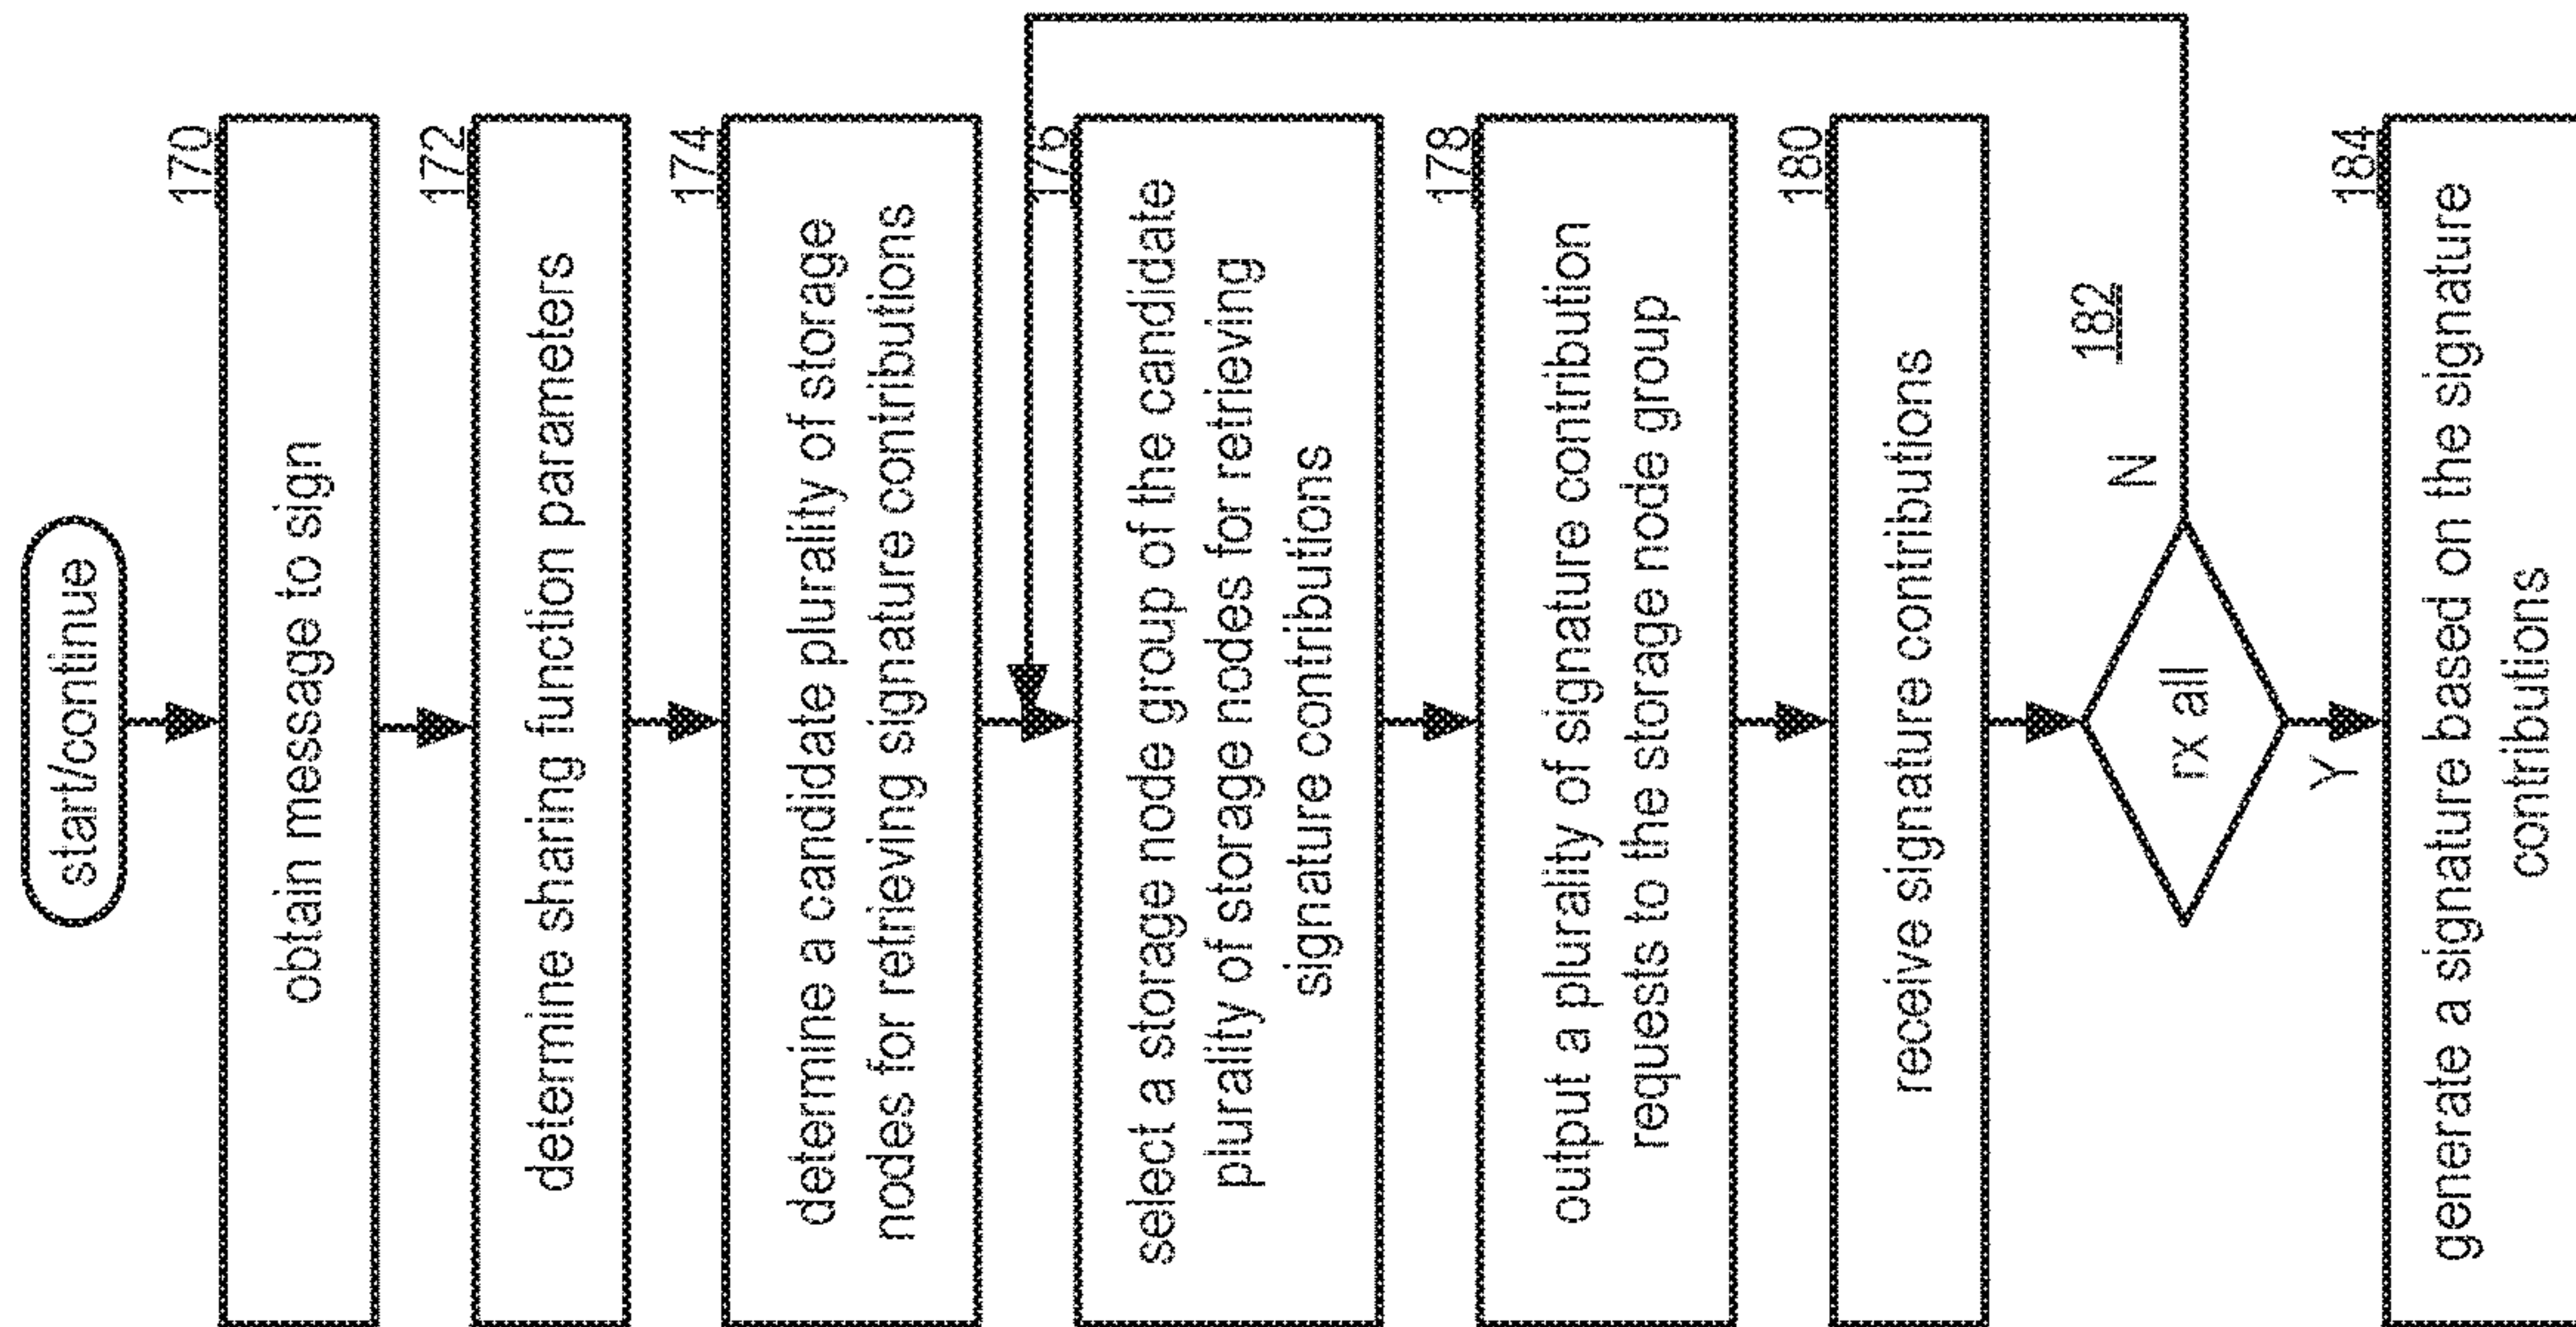 start/continue
170
obtain message to sign
172
determine sharing function parameters
174
determine a candidate plurality of storage
nodes for retrieving signature contributions
176
select a storage node group of the candidate
plurality of storage nodes for retrieving
signature contributions
178
output a plurality of signature contribution
requests to the storage node group
180
receive signature contributions
182
rx all
N
Y
184
generate a signature based on the signature
contributions